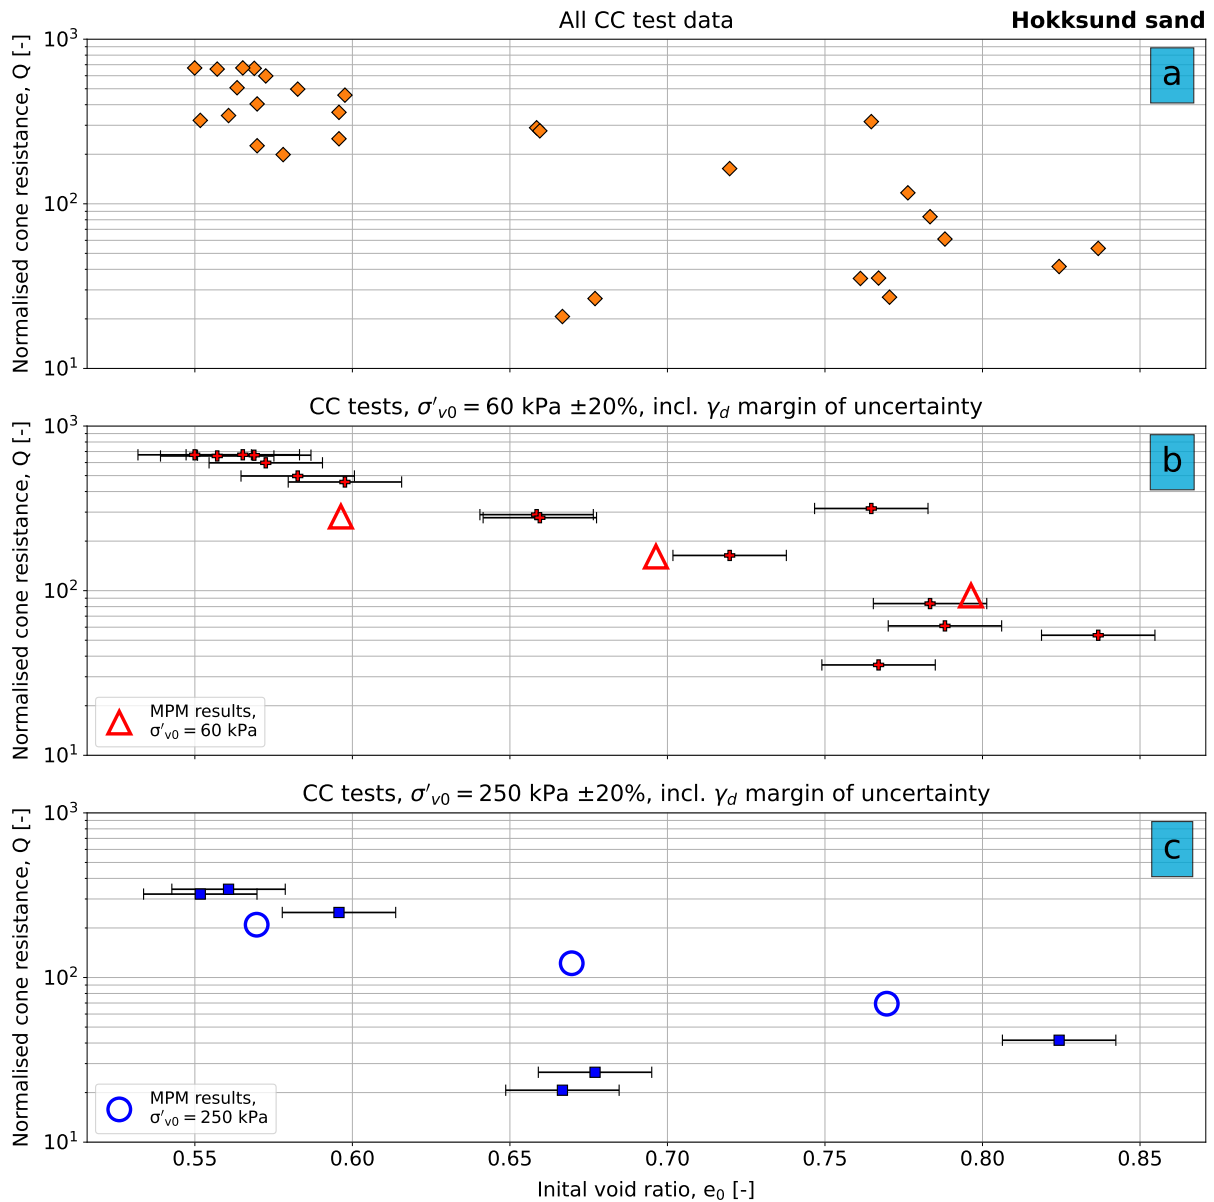 All CC test data
Hokksund sand
Normalised cone resistance, Q [-]
10³
10²
10¹
a
CC tests, σ′v0 = 60 kPa ±20%, incl. γd margin of uncertainty
Normalised cone resistance, Q [-]
10³
10²
10¹
b
MPM results,
σ′v0 = 60 kPa
CC tests, σ′v0 = 250 kPa ±20%, incl. γd margin of uncertainty
Normalised cone resistance, Q [-]
10³
10²
10¹
c
MPM results,
σ′v0 = 250 kPa
0.55 0.60 0.65 0.70 0.75 0.80 0.85
Inital void ratio, e₀ [-]